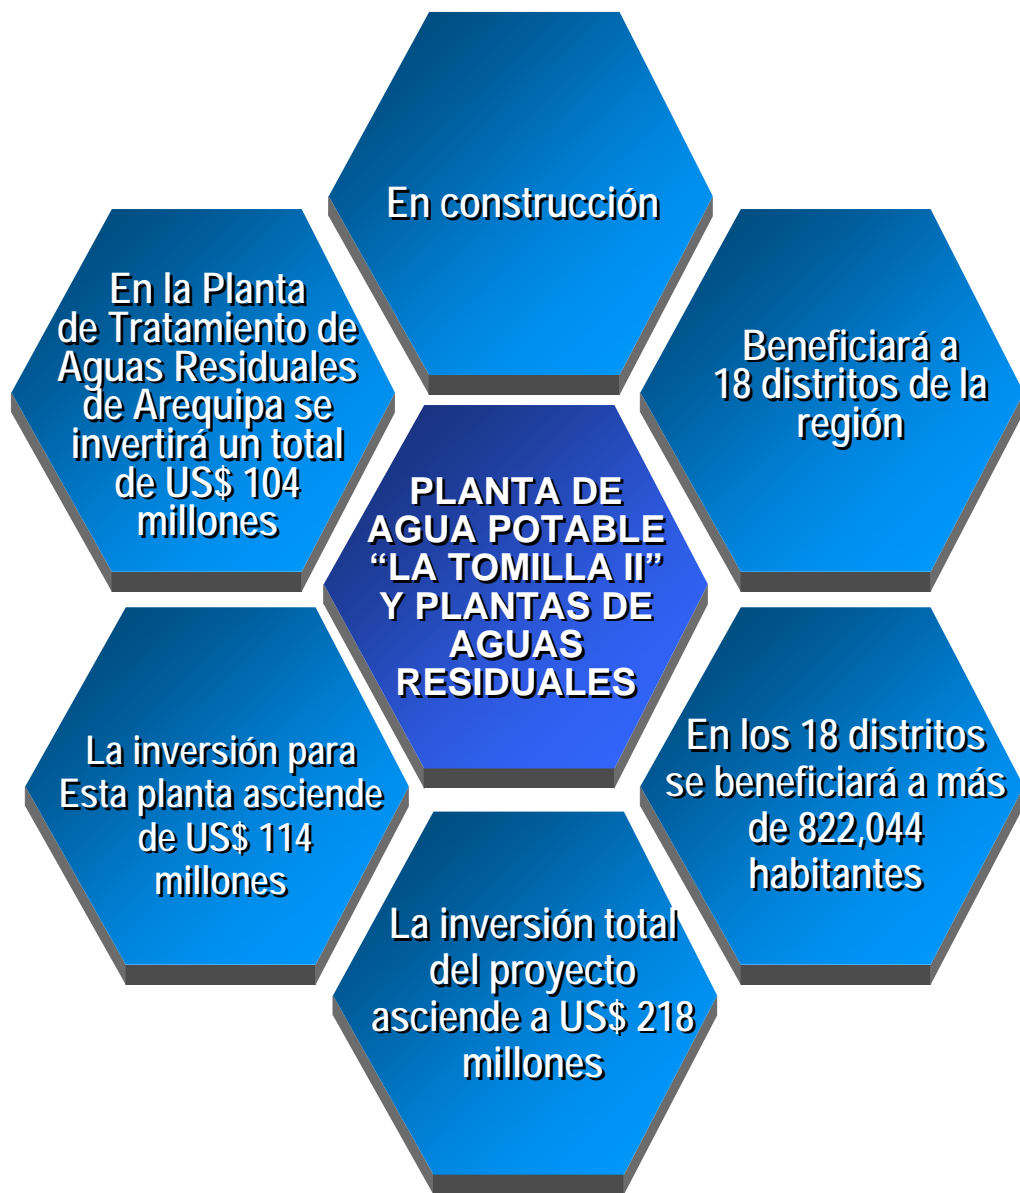 En construcción
En la Planta
de Tratamiento de
Aguas Residuales
de Arequipa se
invertirá un total
de US$ 104
millones
Beneficiará a
18 distritos de la
región
PLANTA DE
AGUA POTABLE
“LA TOMILLA II”
Y PLANTAS DE
AGUAS
RESIDUALES
La inversión para
Esta planta asciende
de US$ 114
millones
En los 18 distritos
se beneficiará a más
de 822,044
habitantes
La inversión total
del proyecto
asciende a US$ 218
millones